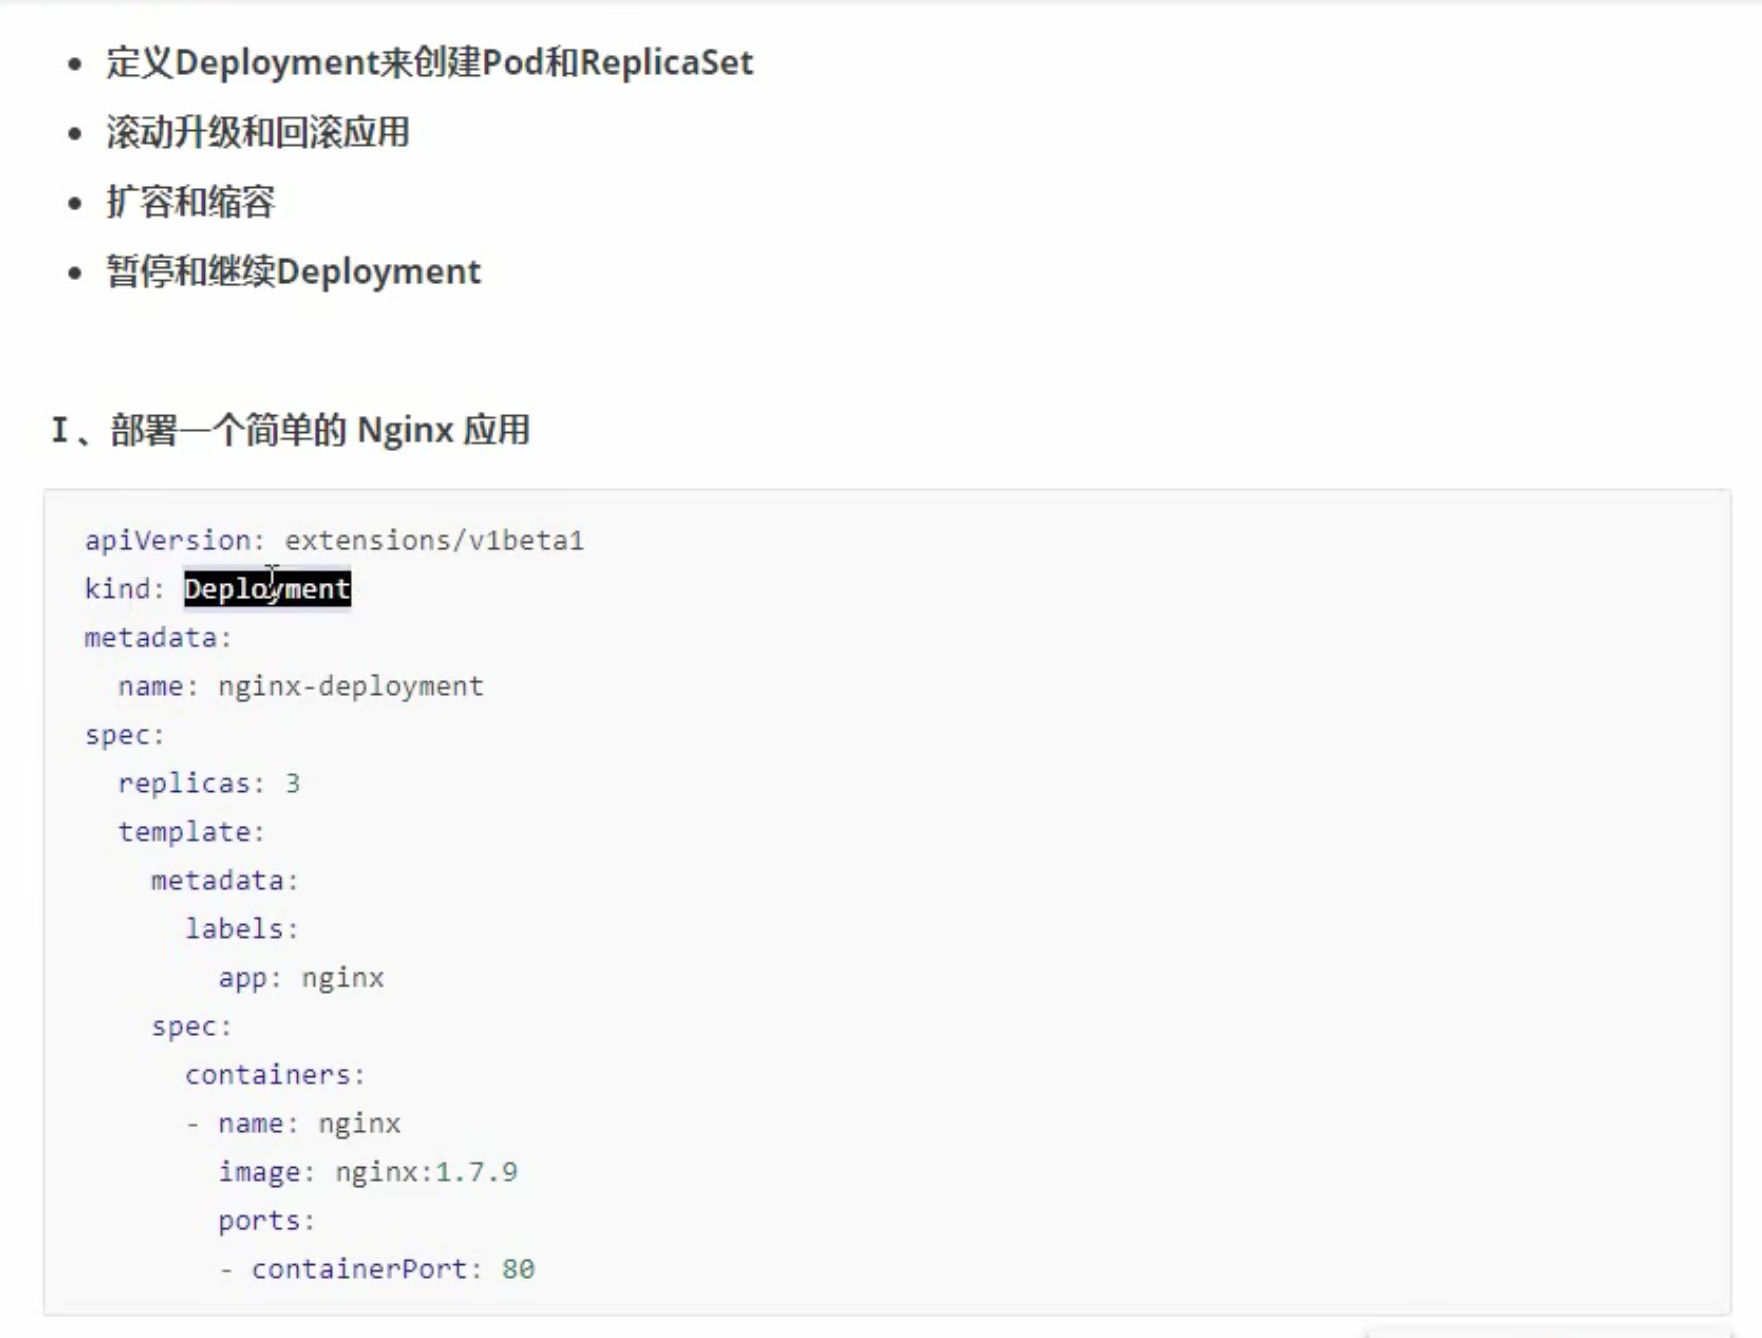 • 定义Deployment来创建Pod和ReplicaSet
• 滚动升级和回滚应用
• 扩容和缩容
• 暂停和继续Deployment
Ⅰ、部署一个简单的 Nginx 应用
apiVersion: extensions/v1beta1
kind: Deployment
metadata:
  name: nginx-deployment
spec:
  replicas: 3
  template:
    metadata:
      labels:
        app: nginx
    spec:
      containers:
      - name: nginx
        image: nginx:1.7.9
        ports:
        - containerPort: 80